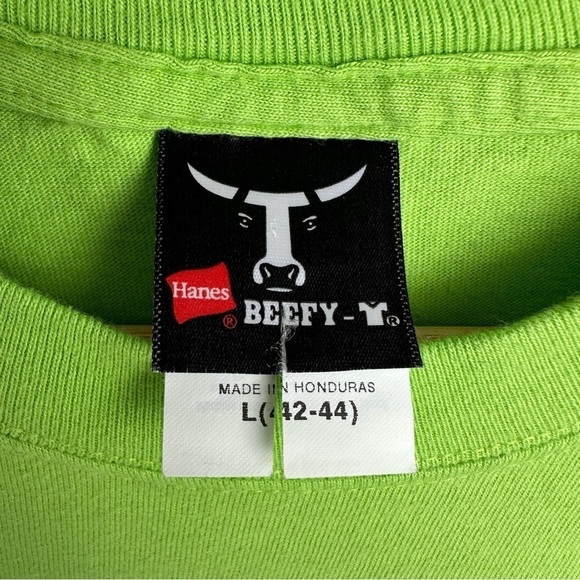 Hanes® BEEFY-T®
MADE IN HONDURAS
L(42-44)